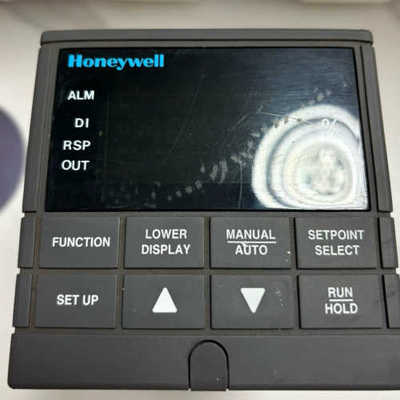 Honeywell
ALM
DI
RSP
OUT
FUNCTION
LOWER
DISPLAY
MANUAL
AUTO
SETPOINT
SELECT
SET UP
RUN
HOLD